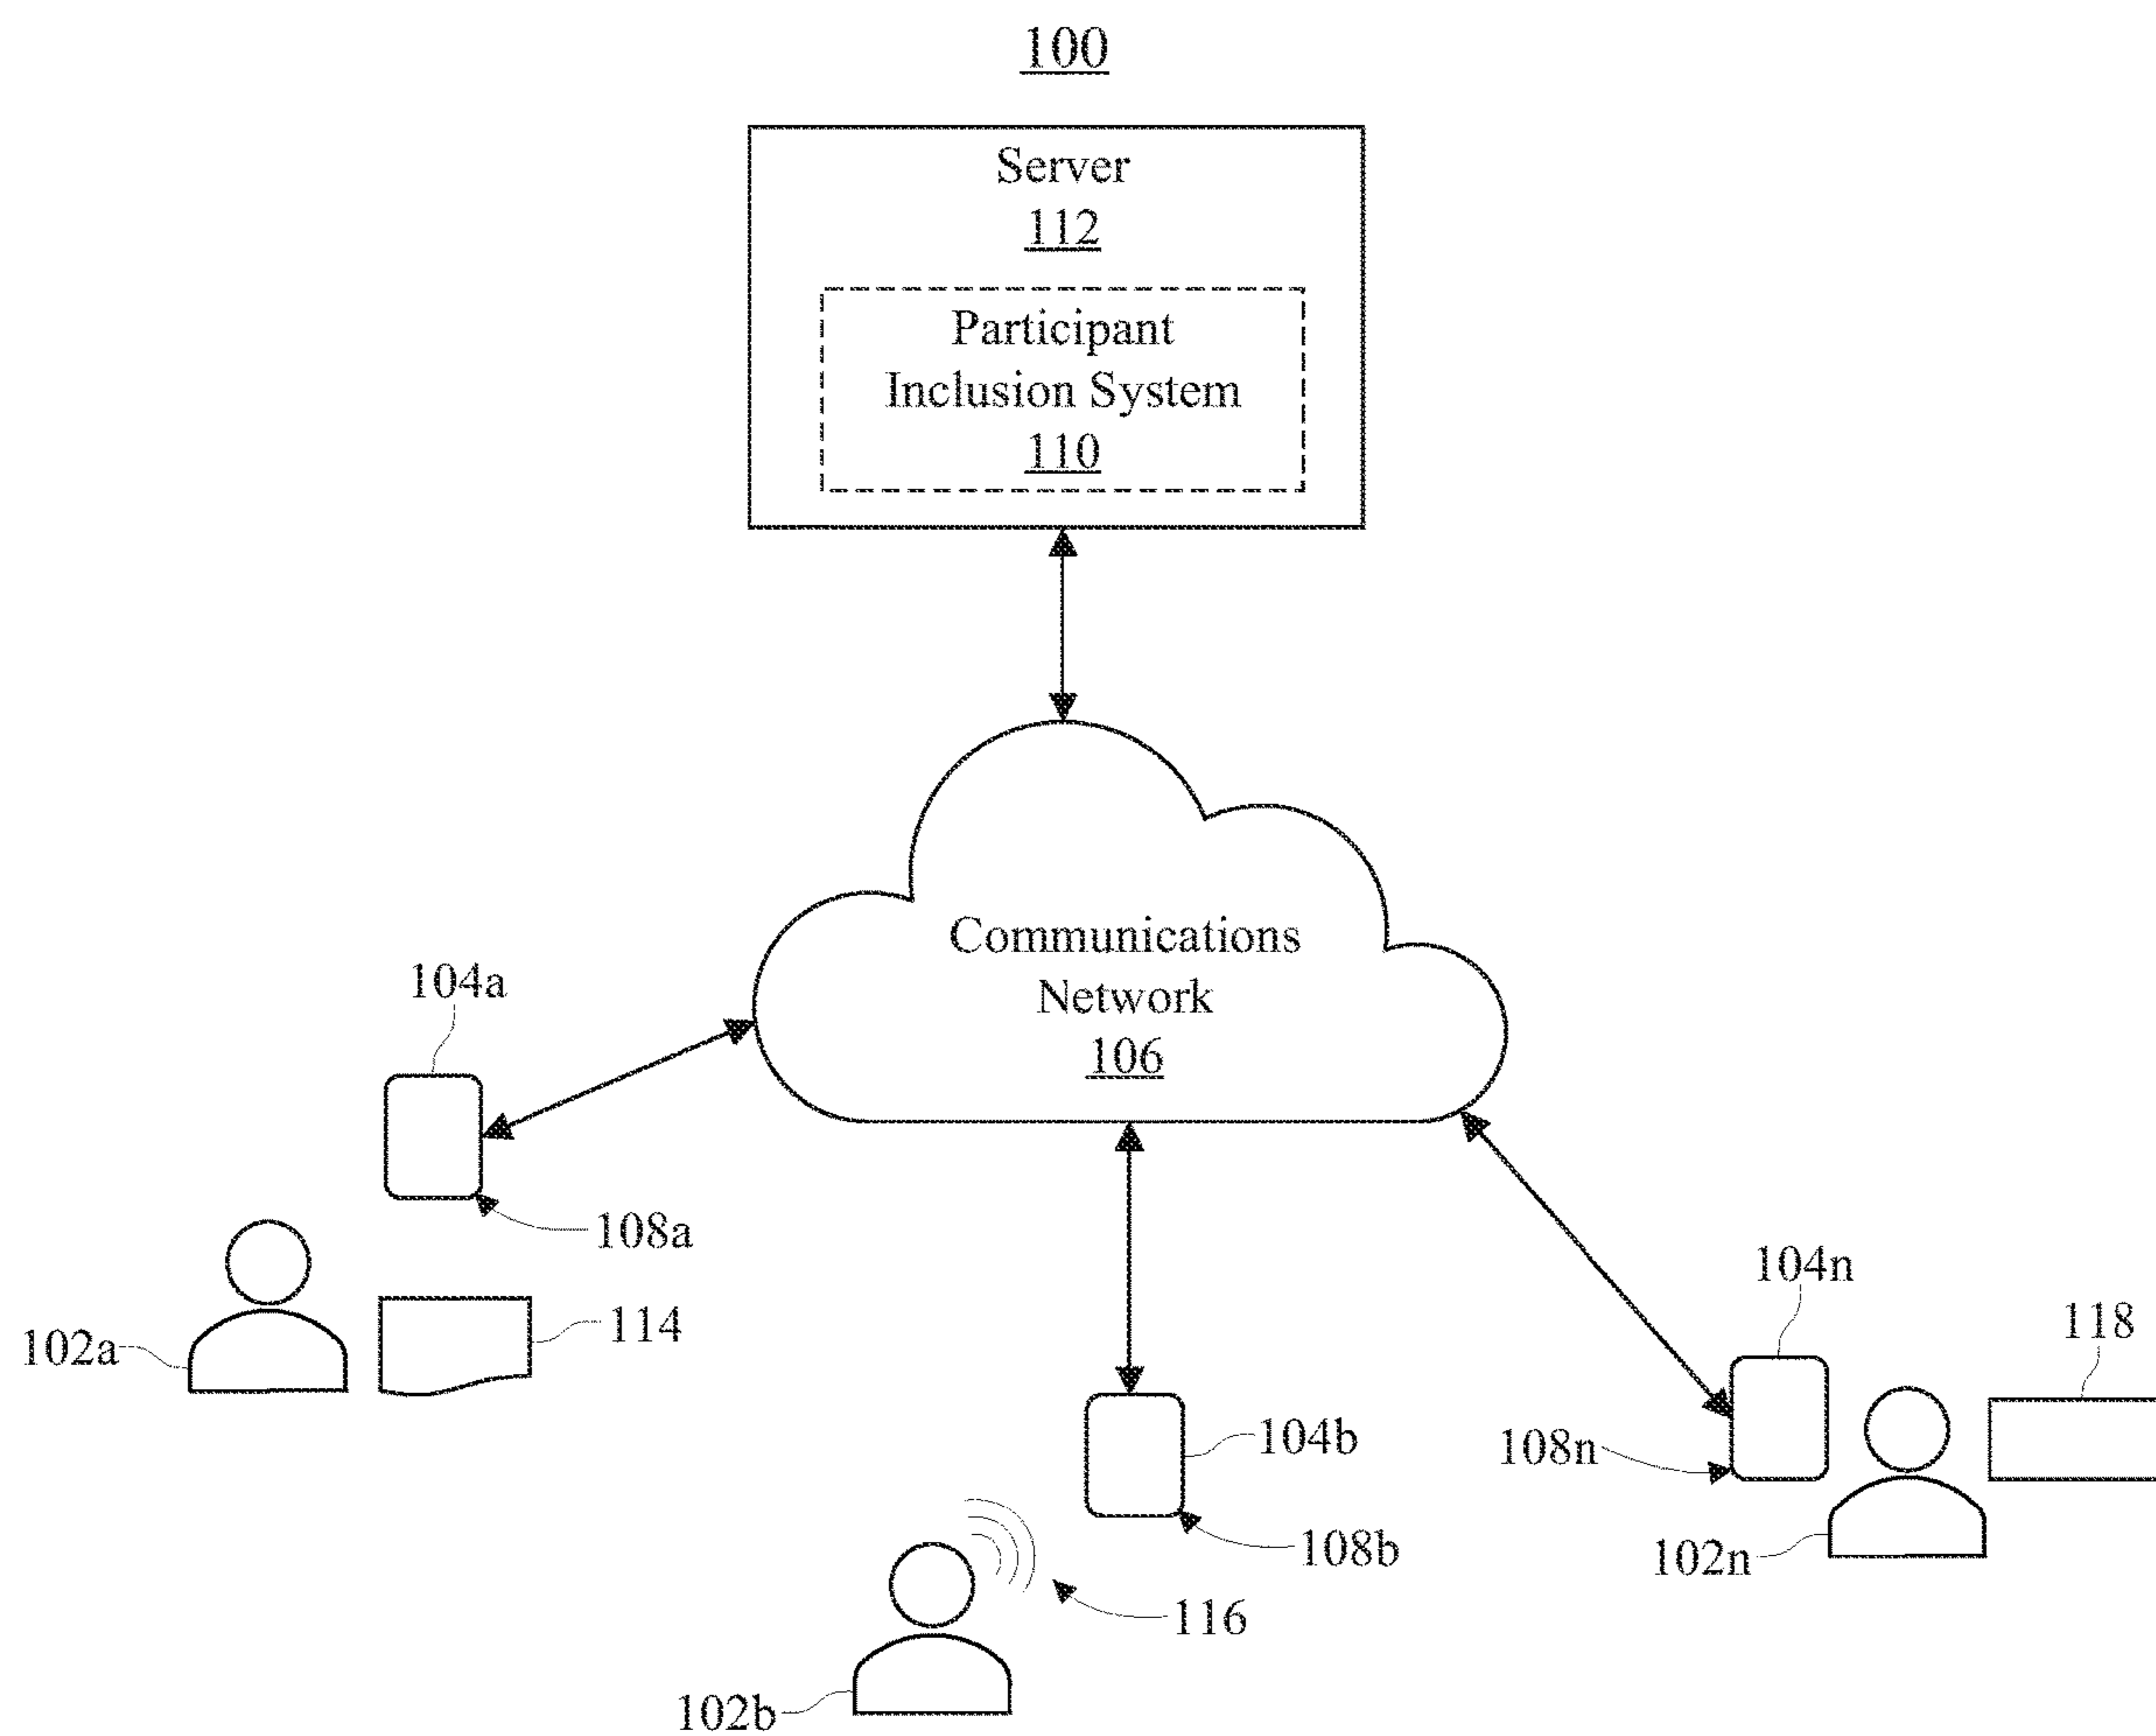 100
Server
112
Participant
Inclusion System
110
Communications
Network
106
104a
108a
102a
114
104n
118
104b
108n
108b
102n
116
102b